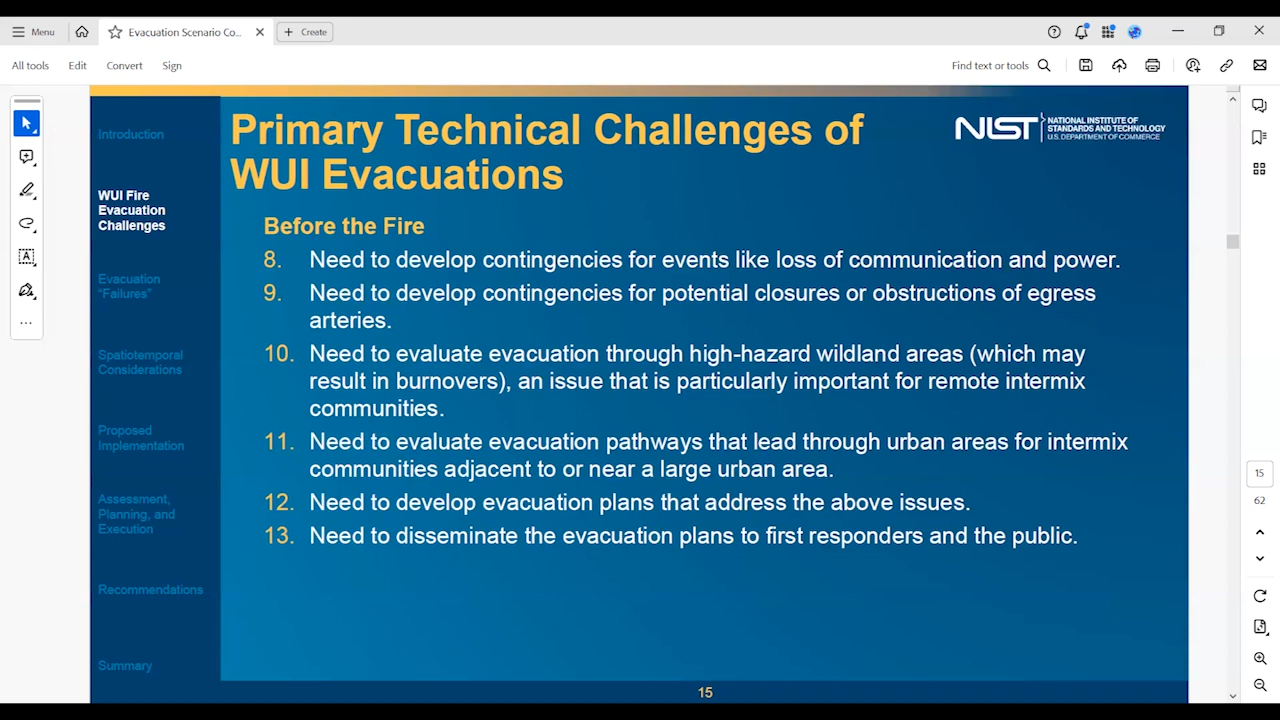 Menu
Evacuation Scenario Co...
Create
All tools
Edit
Convert
Sign
Find text or tools
Introduction
WUI Fire
Evacuation
Challenges
Evacuation
“Failures”
Spatiotemporal
Considerations
Proposed
Implementation
Assessment,
Planning, and
Execution
Recommendations
Summary
Primary Technical Challenges of
WUI Evacuations
NIST
NATIONAL INSTITUTE OF
STANDARDS AND TECHNOLOGY
U.S. DEPARTMENT OF COMMERCE
Before the Fire
8. Need to develop contingencies for events like loss of communication and power.
9. Need to develop contingencies for potential closures or obstructions of egress
arteries.
10. Need to evaluate evacuation through high-hazard wildland areas (which may
result in burnovers), an issue that is particularly important for remote intermix
communities.
11. Need to evaluate evacuation pathways that lead through urban areas for intermix
communities adjacent to or near a large urban area.
12. Need to develop evacuation plans that address the above issues.
13. Need to disseminate the evacuation plans to first responders and the public.
15
15
62